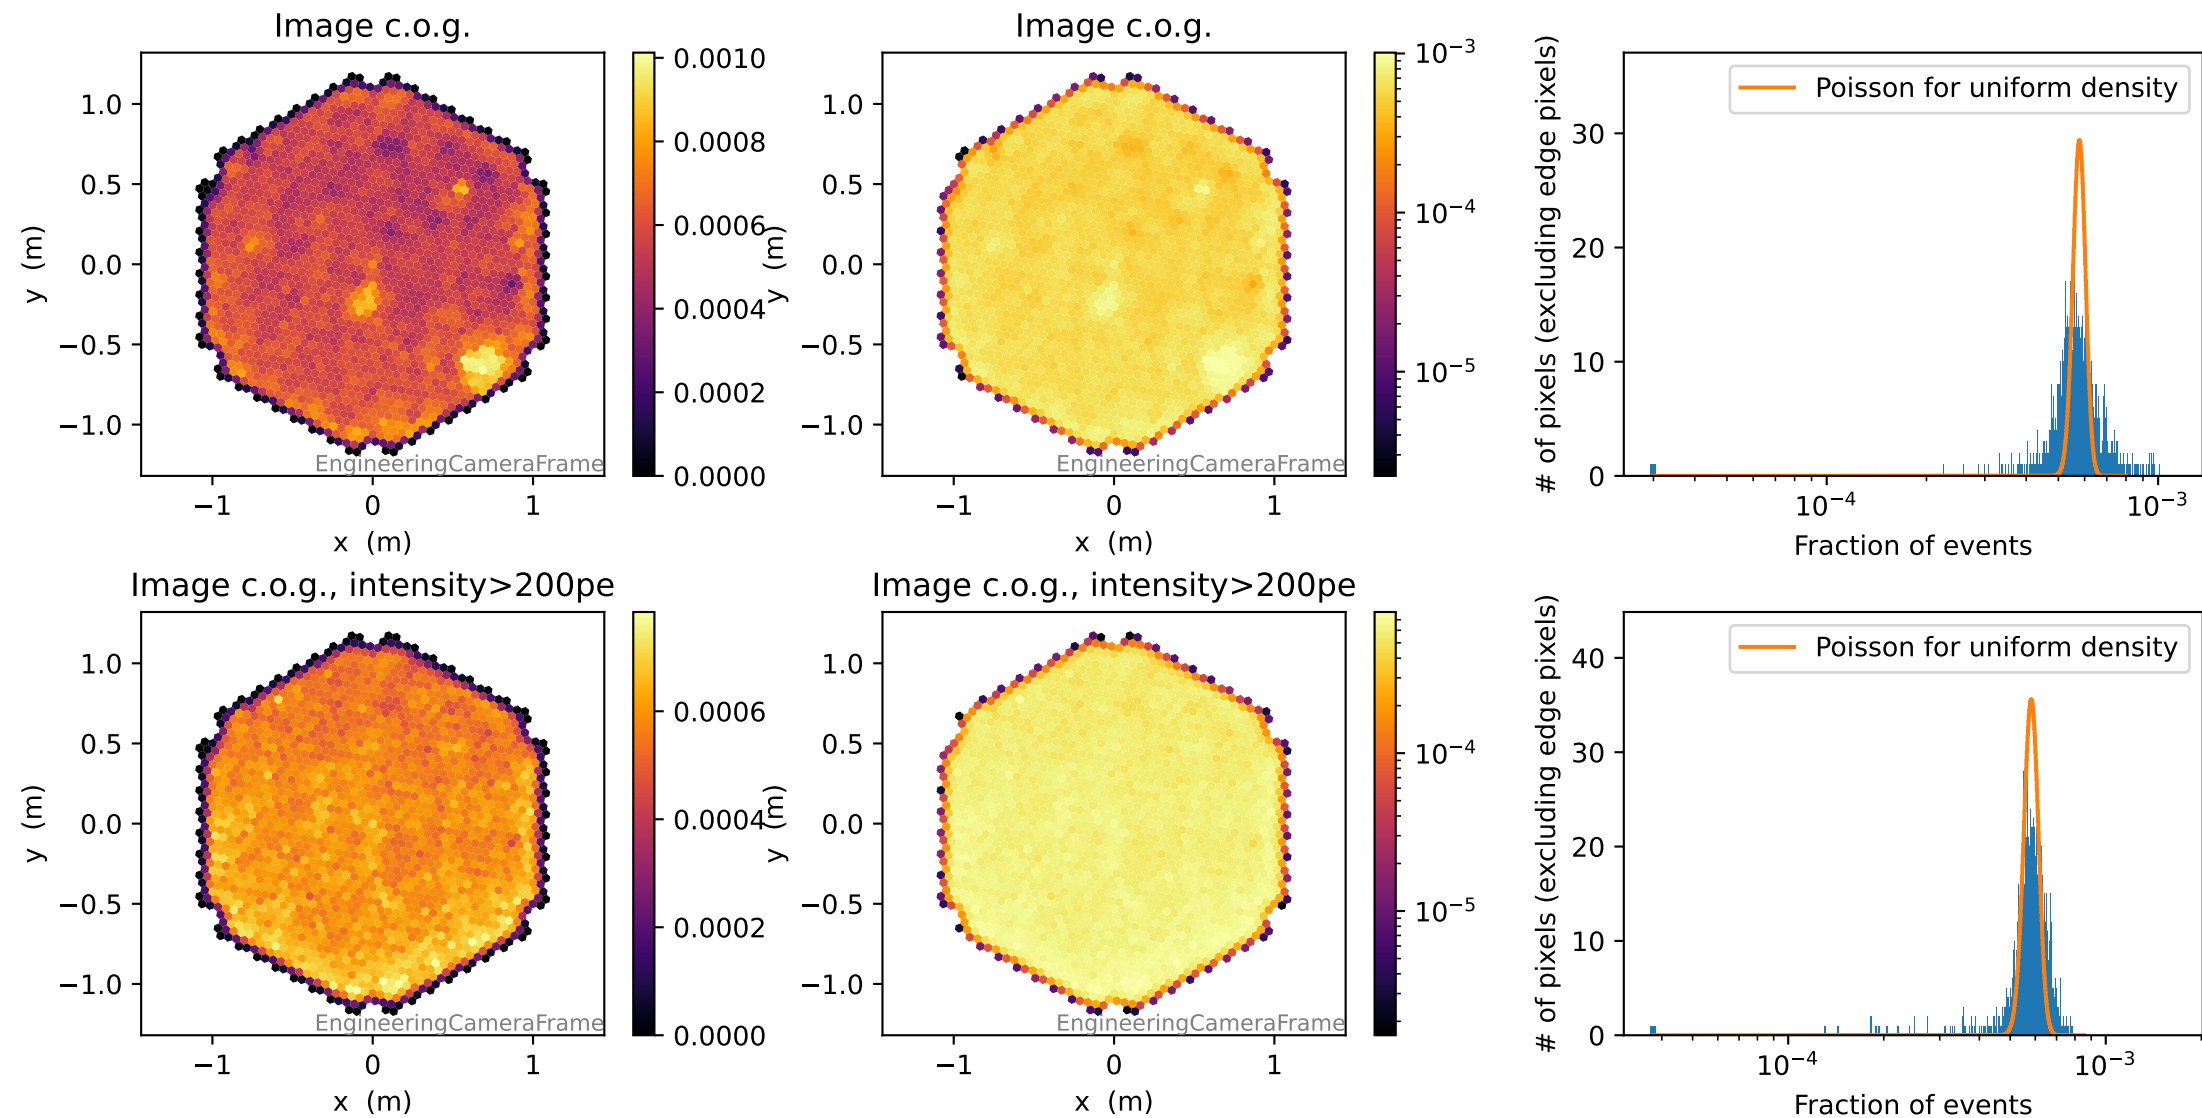 Image c.o.g.
1.0
0.5
0.0
−0.5
−1.0
y (m)
−1
0
1
x (m)
EngineeringCameraFrame
0.0010
0.0008
0.0006
0.0004
0.0002
0.0000
Image c.o.g.
1.0
0.5
0.0
−0.5
−1.0
y (m)
−1
0
1
x (m)
EngineeringCameraFrame
10⁻³
10⁻⁴
10⁻⁵
# of pixels (excluding edge pixels)
30
20
10
0
Poisson for uniform density
10⁻⁴
10⁻³
Fraction of events
Image c.o.g., intensity>200pe
1.0
0.5
0.0
−0.5
−1.0
y (m)
−1
0
1
x (m)
EngineeringCameraFrame
0.0006
0.0004
0.0002
0.0000
Image c.o.g., intensity>200pe
1.0
0.5
0.0
−0.5
−1.0
y (m)
−1
0
1
x (m)
EngineeringCameraFrame
10⁻⁴
10⁻⁵
# of pixels (excluding edge pixels)
40
30
20
10
0
Poisson for uniform density
10⁻⁴
10⁻³
Fraction of events